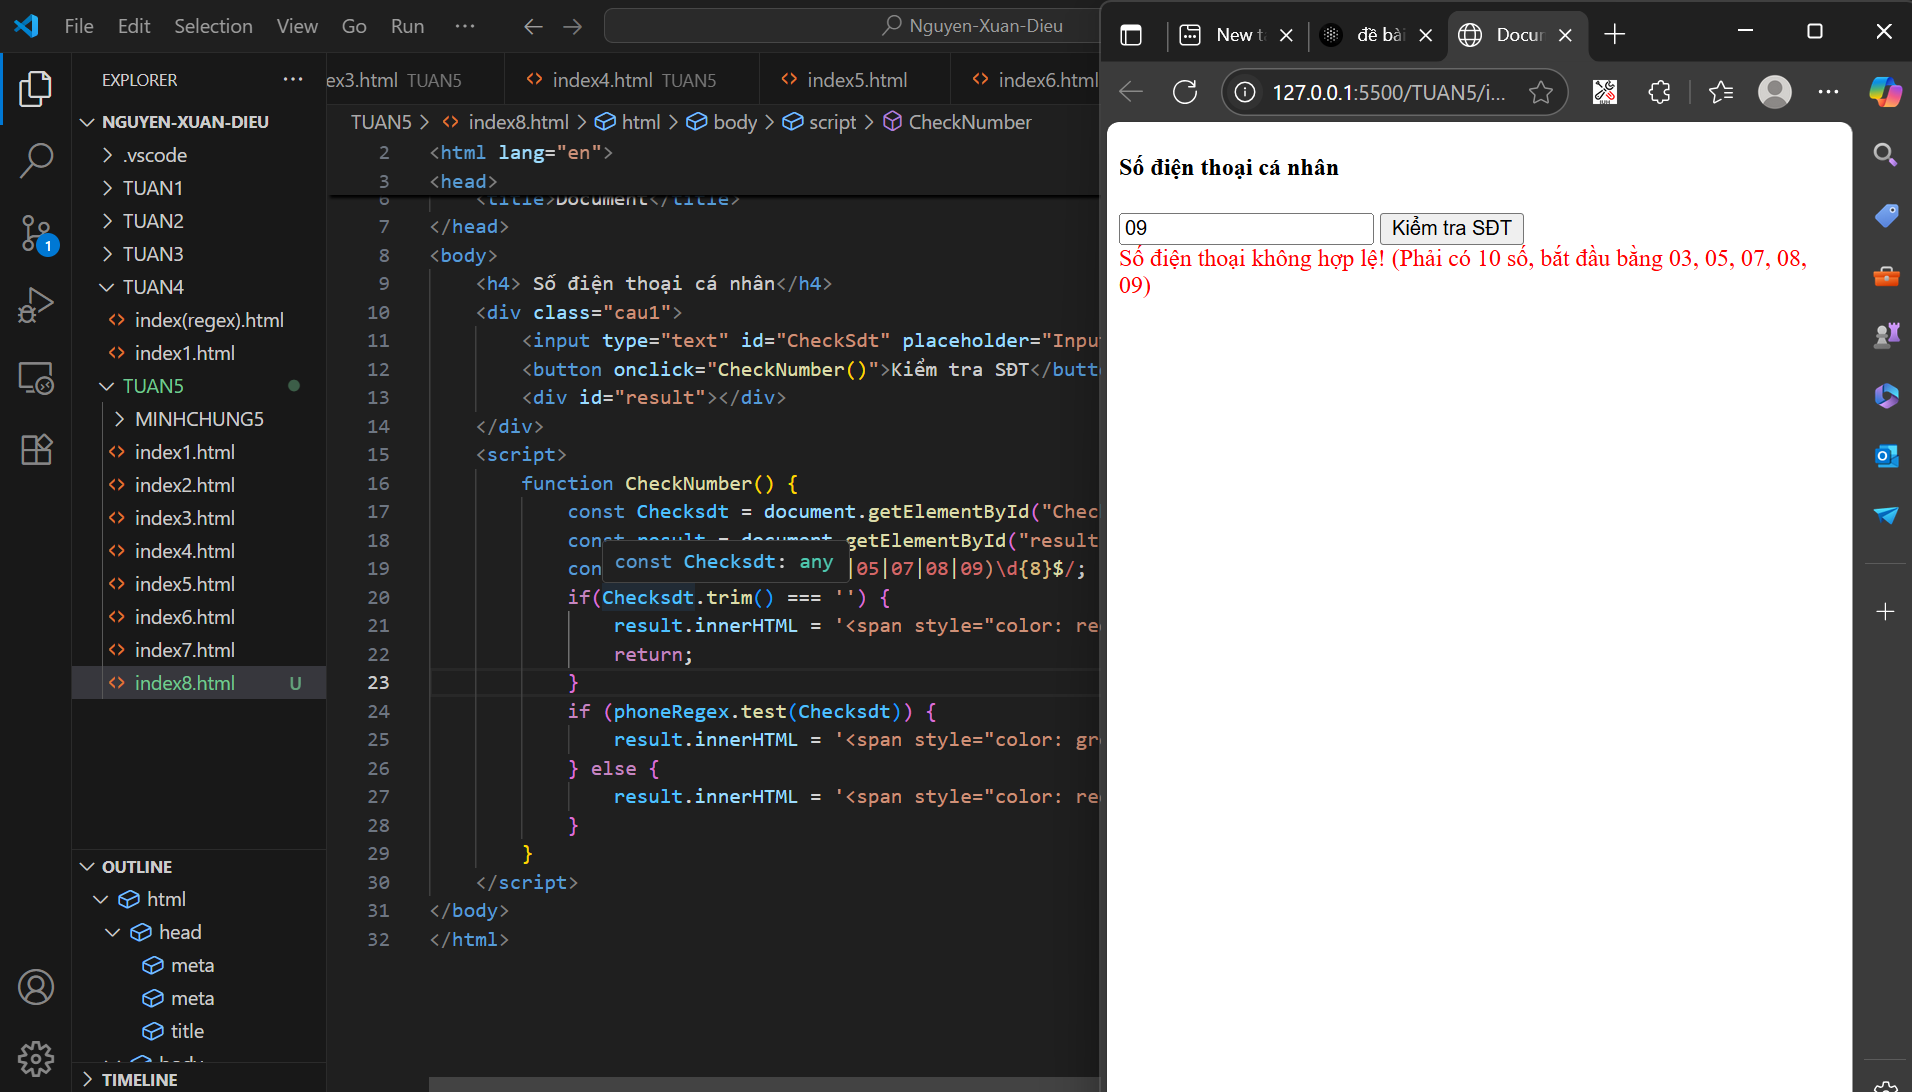 File Edit Selection View Go Run ··· Nguyen-Xuan-Dieu
EXPLORER ···
NGUYEN-XUAN-DIEU
.vscode
TUAN1
TUAN2
TUAN3
TUAN4
index(regex).html
index1.html
TUAN5
MINHCHUNG5
index1.html
index2.html
index3.html
index4.html
index5.html
index6.html
index7.html
index8.html U
OUTLINE
html
head
meta
meta
title
body
TIMELINE
1
ex3.html TUAN5 index4.html TUAN5 index5.html index6.html
TUAN5 > index8.html > html > body > script > CheckNumber
2 <html lang="en">
3 <head>
6 <title>Document</title>
7 </head>
8 <body>
9 <h4> Số điện thoại cá nhân</h4>
10 <div class="cau1">
11 <input type="text" id="CheckSdt" placeholder="Inpu
12 <button onclick="CheckNumber()">Kiểm tra SĐT</butt
13 <div id="result"></div>
14 </div>
15 <script>
16 function CheckNumber() {
17 const Checksdt = document.getElementById("Chec
18 const result = document.getElementById("result
19 con |05|07|08|09)\d{8}$/;
const Checksdt: any
20 if(Checksdt.trim() === '') {
21 result.innerHTML = '<span style="color: re
22 return;
23 }
24 if (phoneRegex.test(Checksdt)) {
25 result.innerHTML = '<span style="color: gr
26 } else {
27 result.innerHTML = '<span style="color: re
28 }
29 }
30 </script>
31 </body>
32 </html>
New ta đề bài Docum
127.0.0.1:5500/TUAN5/i...
Số điện thoại cá nhân
09 Kiểm tra SĐT
Số điện thoại không hợp lệ! (Phải có 10 số, bắt đầu bằng 03, 05, 07, 08,
09)